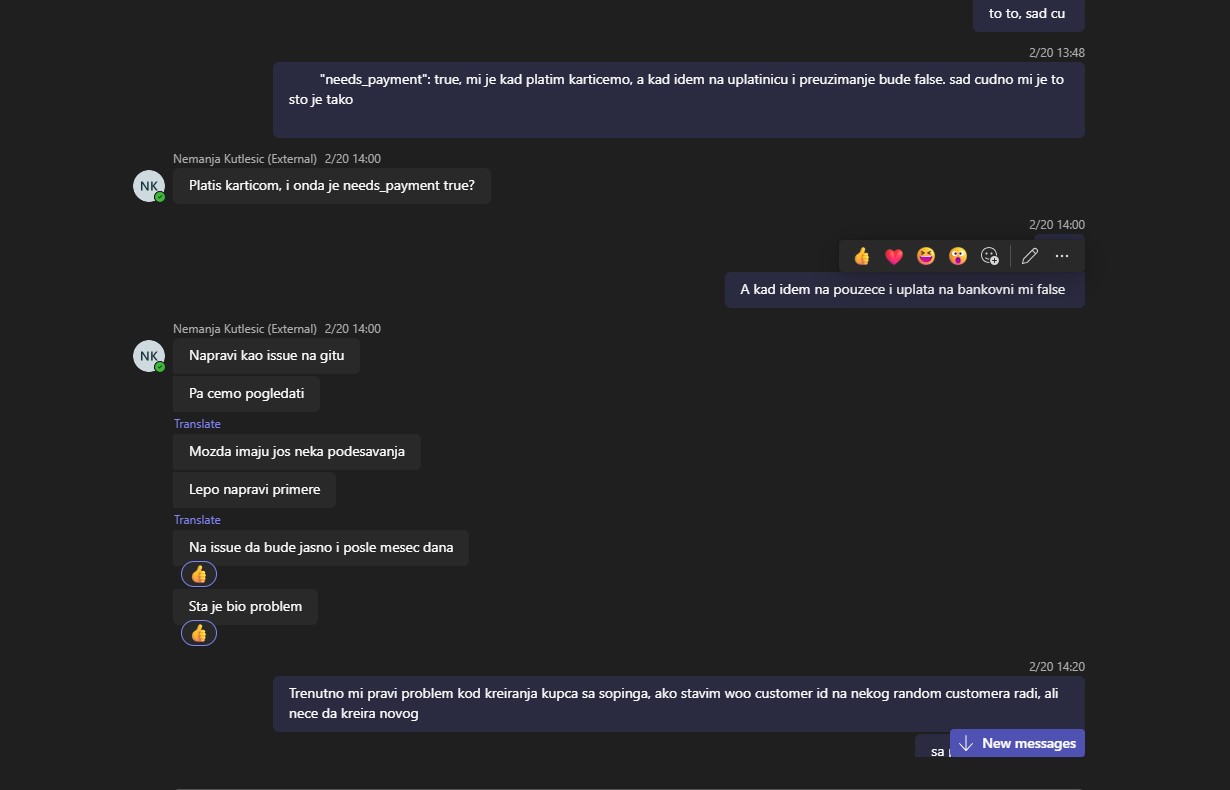 to to, sad cu
2/20 13:48
"needs_payment": true, mi je kad platim karticemo, a kad idem na uplatinicu i preuzimanje bude false. sad cudno mi je to
sto je tako
Nemanja Kutlesic (External) 2/20 14:00
NK
Platis karticom, i onda je needs_payment true?
2/20 14:00
A kad idem na pouzece i uplata na bankovni mi false
Nemanja Kutlesic (External) 2/20 14:00
NK
Napravi kao issue na gitu
Pa cemo pogledati
Translate
Mozda imaju jos neka podesavanja
Lepo napravi primere
Translate
Na issue da bude jasno i posle mesec dana
Sta je bio problem
2/20 14:20
Trenutno mi pravi problem kod kreiranja kupca sa sopinga, ako stavim woo customer id na nekog random customera radi, ali
nece da kreira novog
sa
New messages